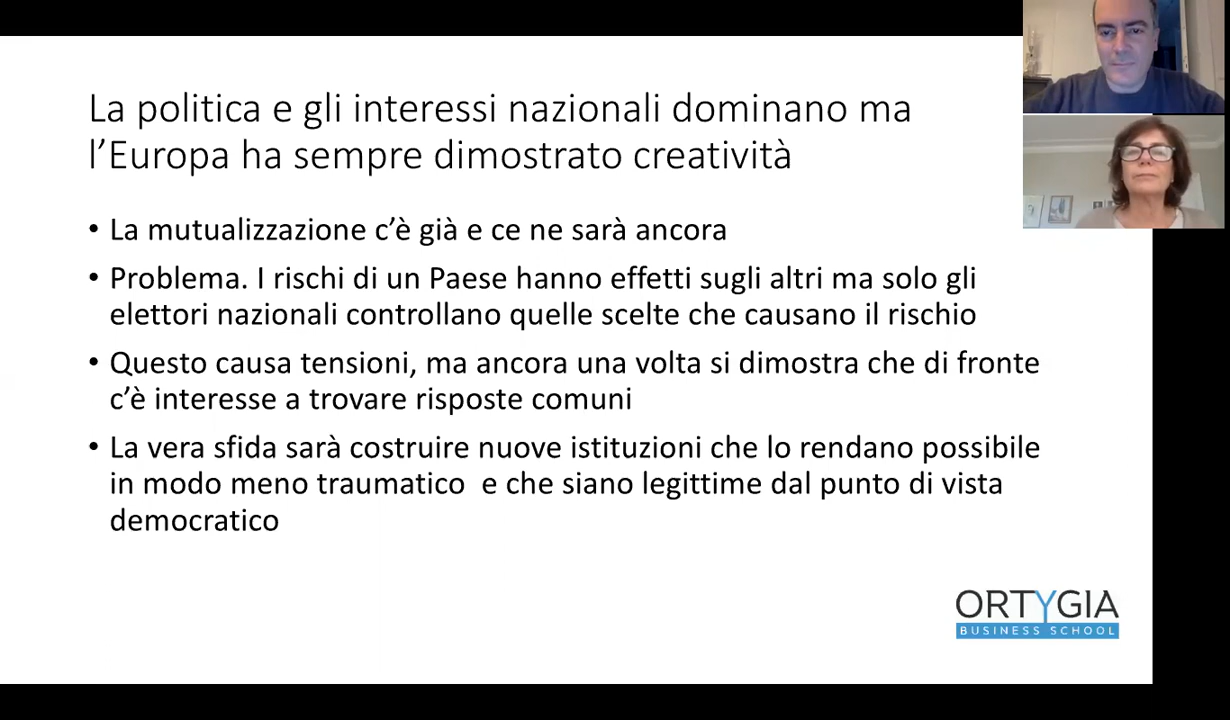 La politica e gli interessi nazionali dominano ma
l’Europa ha sempre dimostrato creatività
• La mutualizzazione c’è già e ce ne sarà ancora
• Problema. I rischi di un Paese hanno effetti sugli altri ma solo gli
elettori nazionali controllano quelle scelte che causano il rischio
• Questo causa tensioni, ma ancora una volta si dimostra che di fronte
c’è interesse a trovare risposte comuni
• La vera sfida sarà costruire nuove istituzioni che lo rendano possibile
in modo meno traumatico  e che siano legittime dal punto di vista
democratico
ORTYGIA
BUSINESS SCHOOL